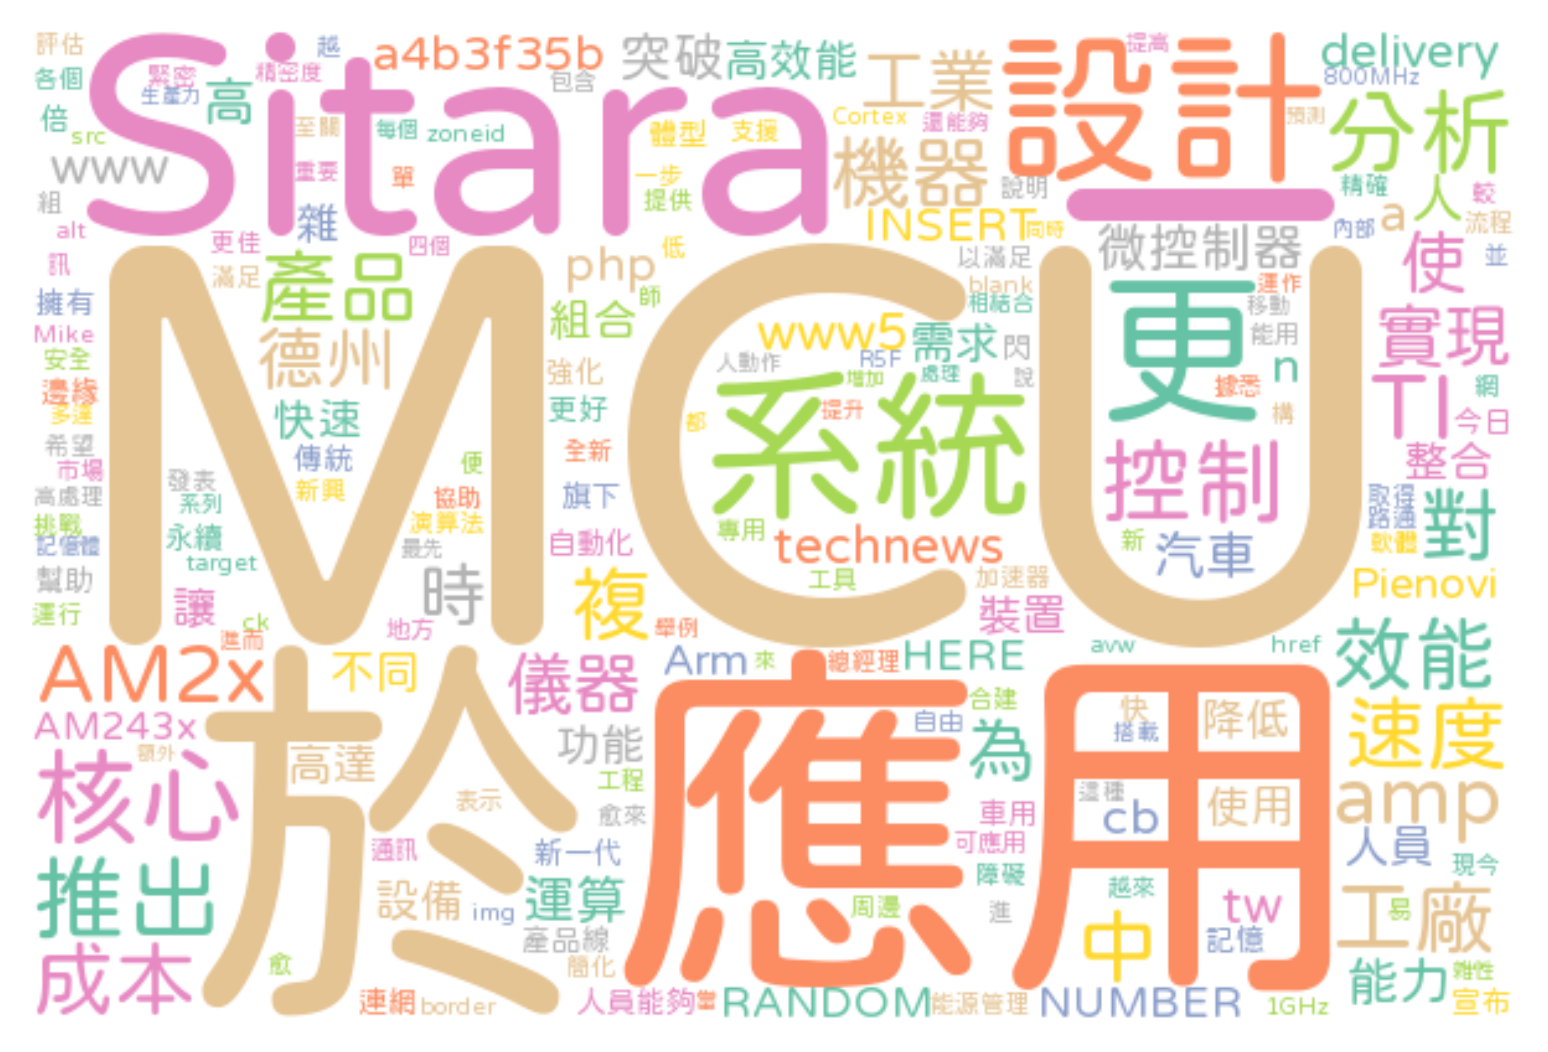 評估
越
a4b3f35b
突破
高效能
工業
設計
提高
delivery
各個
緊密
精密度
包含
800MHz
生產力
高
Sitara
倍
至關
每個
zoneid
體型
支援
Cortex
還能夠
預測
分析
src
www
重要
單
一步
機器
說明
精確
人
較
組
雜
提供
INSERT
同時
一
a
流程
alt
更佳
四個
低
以滿足
微控制器
內部
使
並
訊
滿足
產品
php
師
blank
運作
擁有
組合
相結合
更
移動
實現
Mike
德州
www5
需求
閃
能用
安全
強化
人動作
R5F
處理
說
n
TI
網
邊緣
更好
增加
據悉
多達
快速
都
提升
系統
構
今日
希望
傳統
便
全新
控制
整合
市場
發表
新興
協助
旗下
MCU
高處理
系列
演算法
取得
對
挑戰
永續
最先
自動化
專用
technews
新
汽車
路通
軟體
記憶體
target
時
工具
加速器
Pienovi
幫助
讓
複
裝置
運行
ck
地方
舉例
avw
href
進而
AM2x
不同
儀器
Arm
來
總經理
HERE
效能
AM243x
合建
快
降低
額外
高達
功能
自由
搭載
速度
核心
於
工程
應用
為
這種
使用
amp
表示
愈來
車用
cb
人員
通訊
新一代
可應用
現今
推出
設備
img
運算
障礙
越來
tw
工廠
易
周邊
進
中
記憶
產品線
成本
愈
簡化
能力
雜性
連網
border
人員能夠
當
RANDOM
能源管理
NUMBER
1GHz
宣布